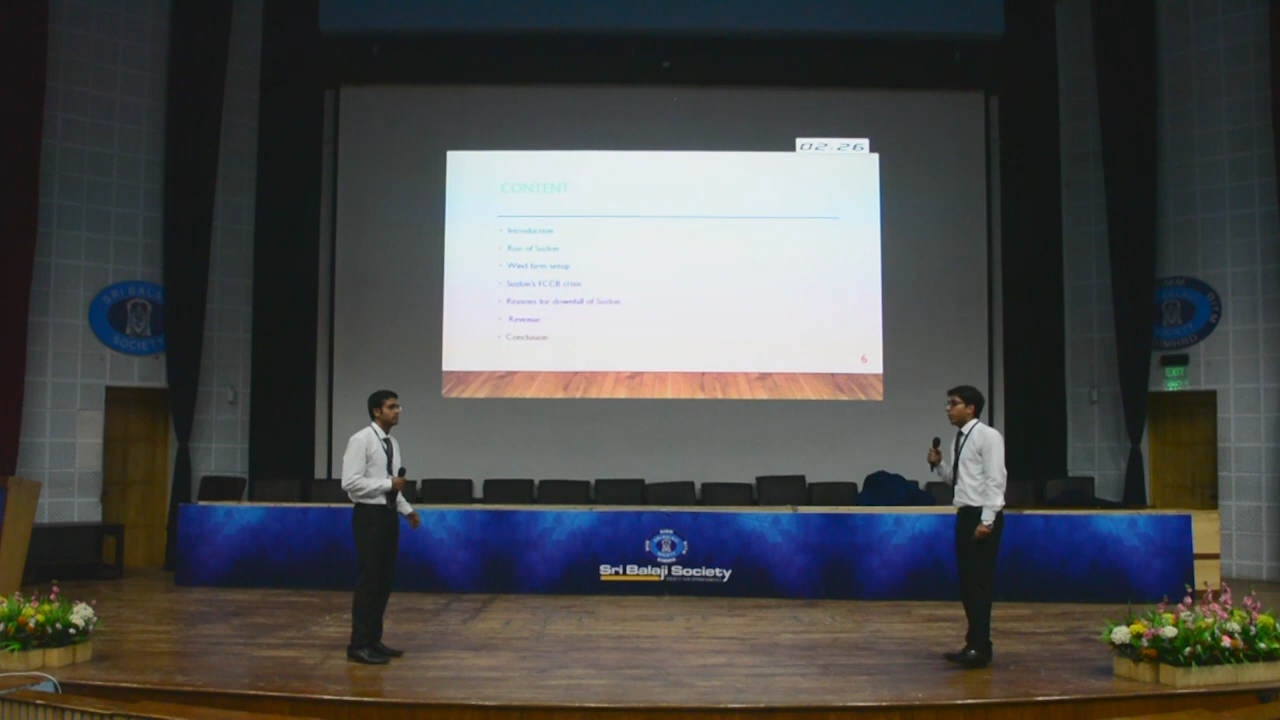 02:26
CONTENT
• Introduction
• Rise of Suzlon
• Wind farm setup
• Suzlon's FCCB crisis
• Reasons for downfall of Suzlon
• Revenue
• Conclusion
6
SRI BALAJI
SOCIETY
EXIT
Sri Balaji Society